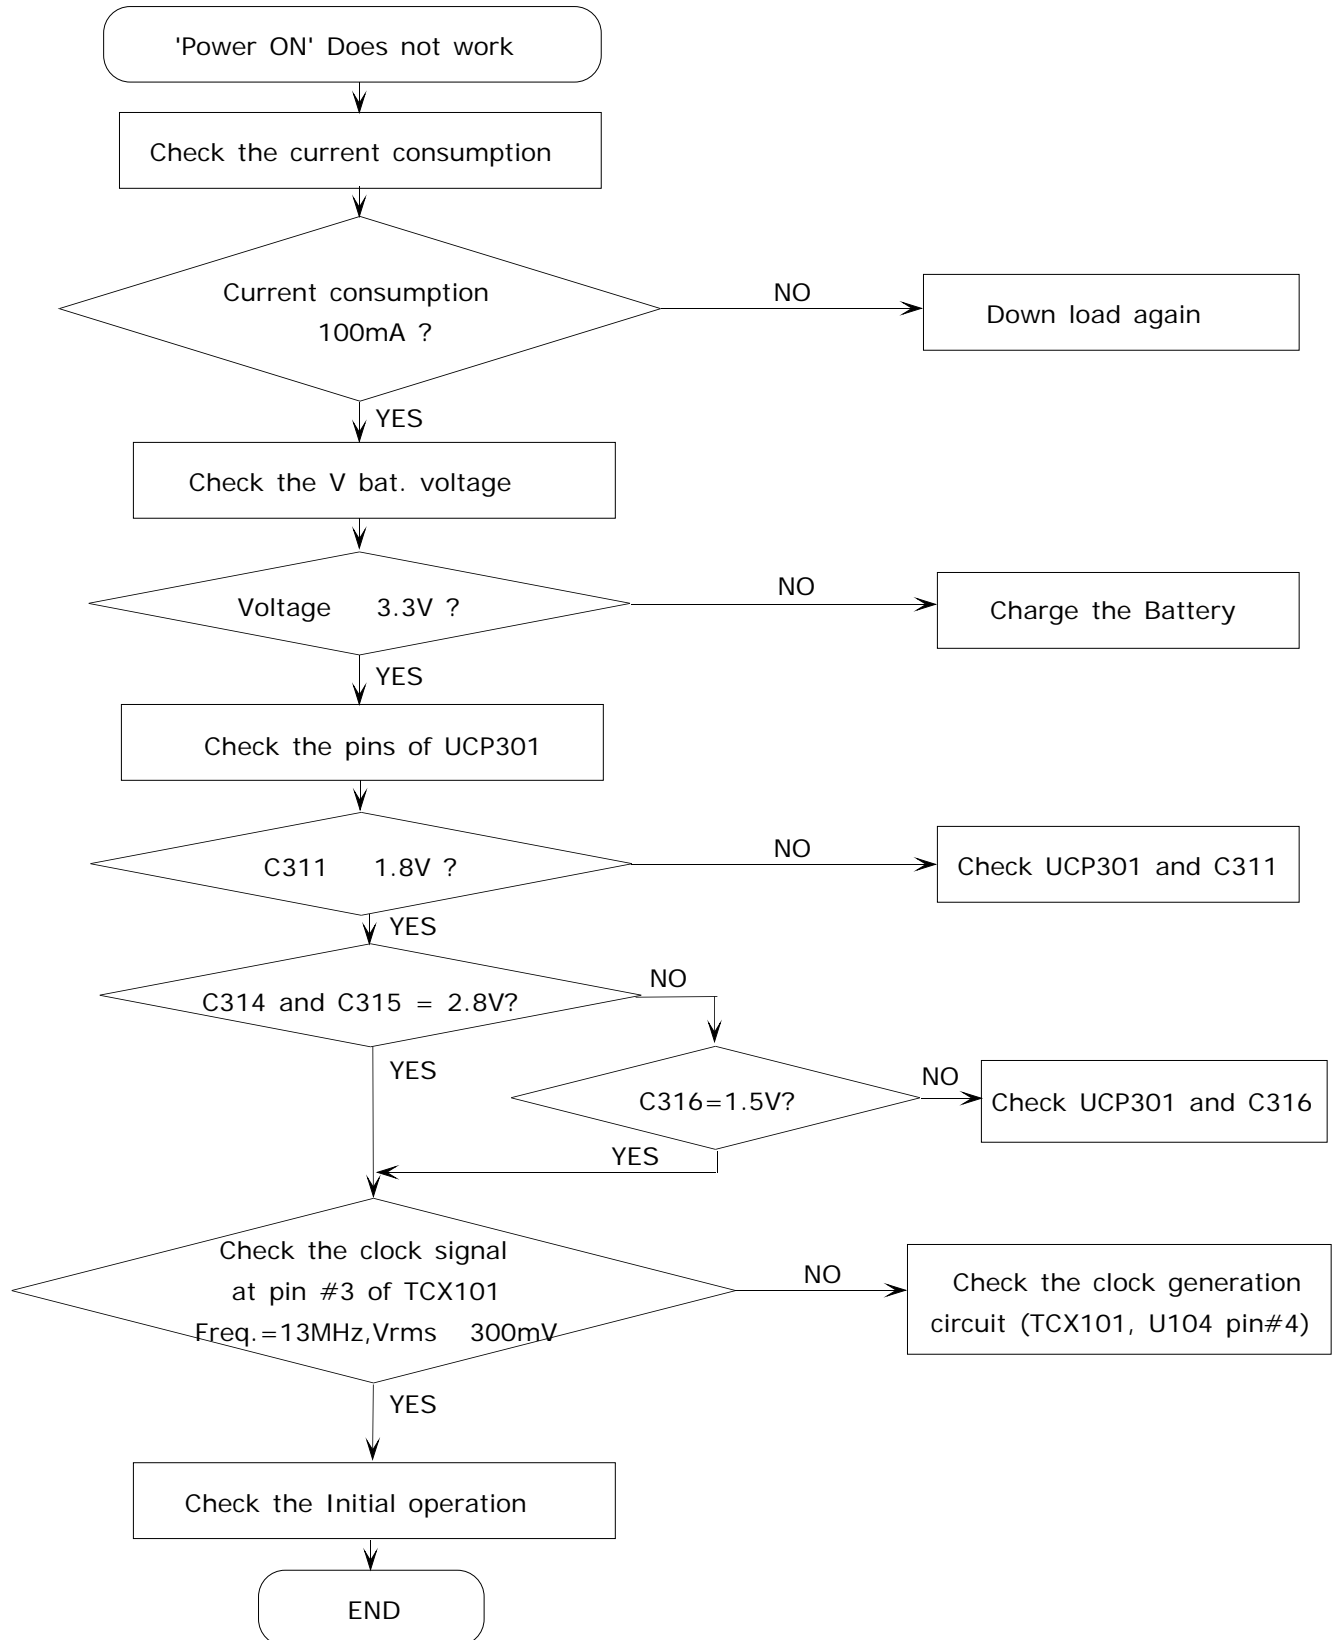 'Power ON' Does not work
Check the current consumption
Current consumption
100mA ?
NO
Down load again
YES
Check the V bat. voltage
Voltage 3.3V ?
NO
Charge the Battery
YES
Check the pins of UCP301
C311 1.8V ?
NO
Check UCP301 and C311
YES
C314 and C315 = 2.8V?
NO
YES
C316=1.5V?
NO
Check UCP301 and C316
YES
Check the clock signal
at pin #3 of TCX101
Freq.=13MHz,Vrms 300mV
NO
Check the clock generation
circuit (TCX101, U104 pin#4)
YES
Check the Initial operation
END